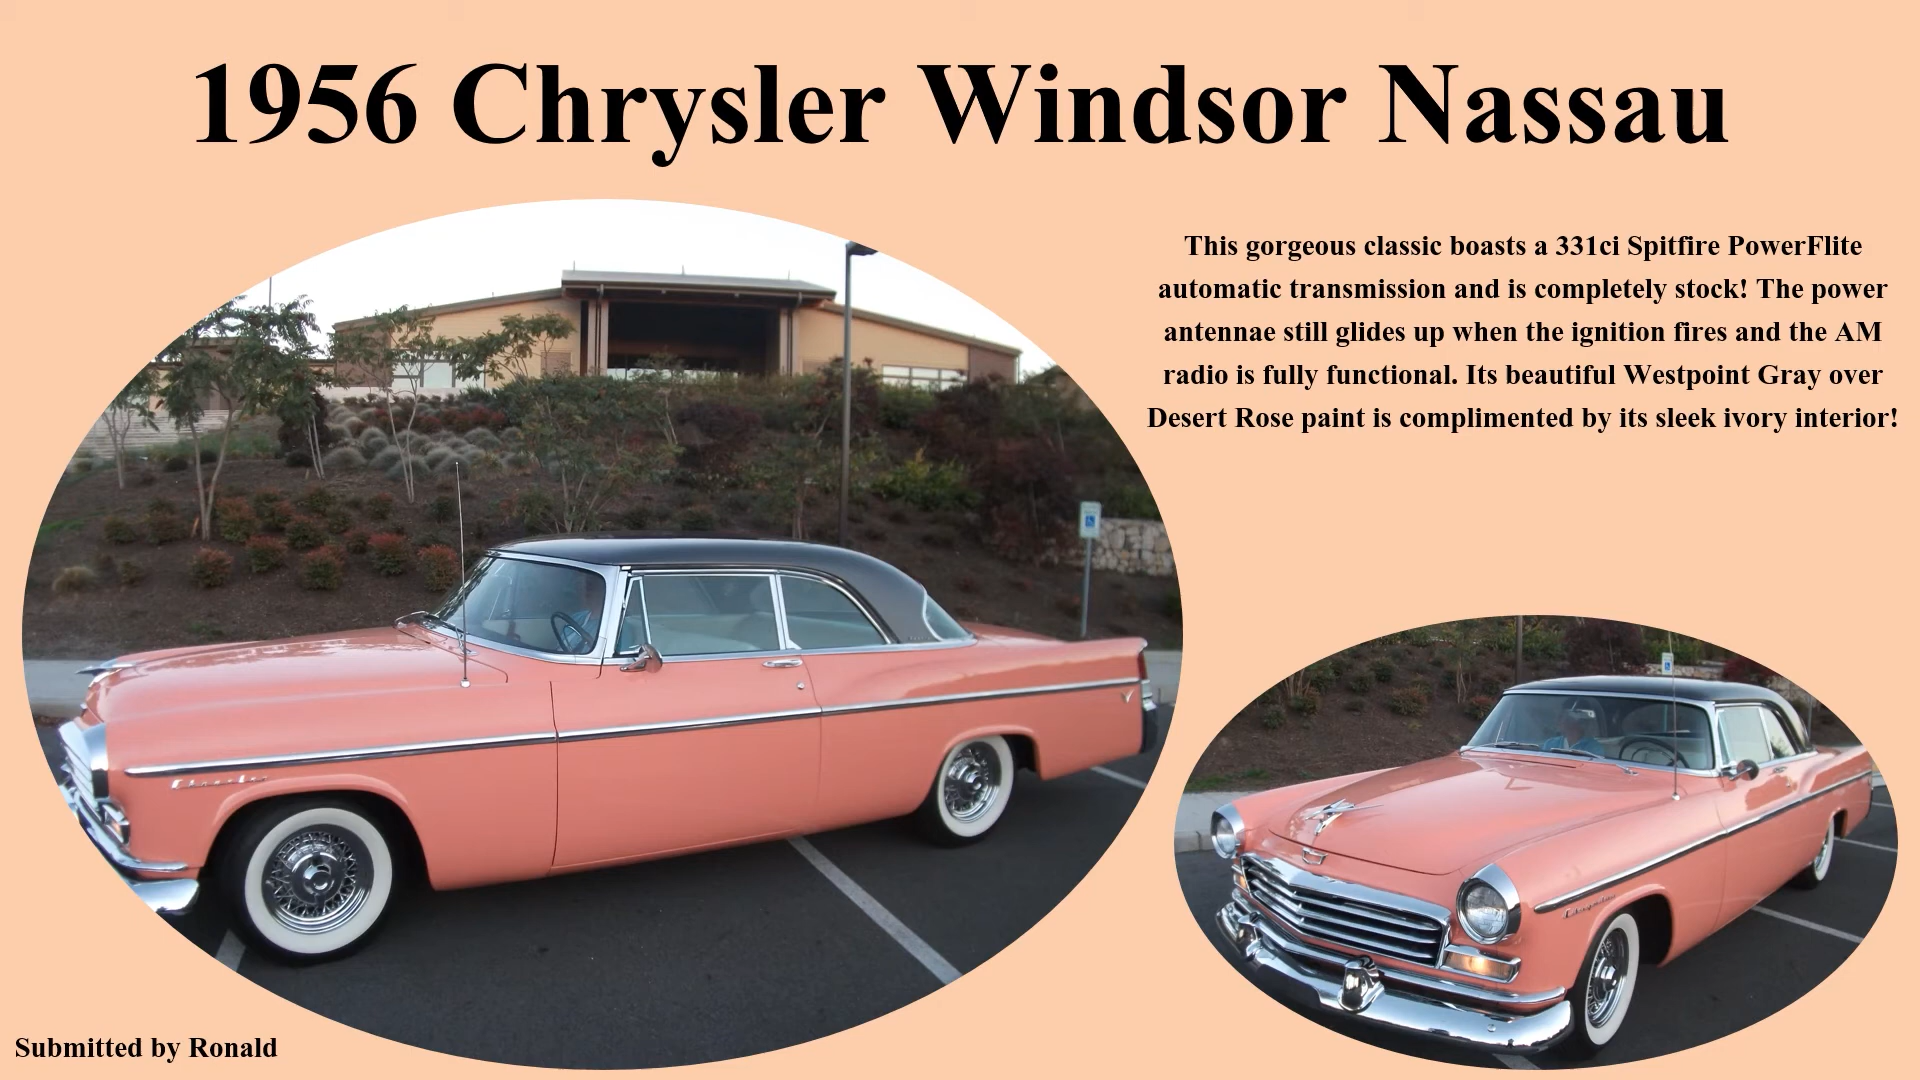 1956 Chrysler Windsor Nassau
This gorgeous classic boasts a 331ci Spitfire PowerFlite
automatic transmission and is completely stock! The power
antennae still glides up when the ignition fires and the AM
radio is fully functional. Its beautiful Westpoint Gray over
Desert Rose paint is complimented by its sleek ivory interior!
Submitted by Ronald